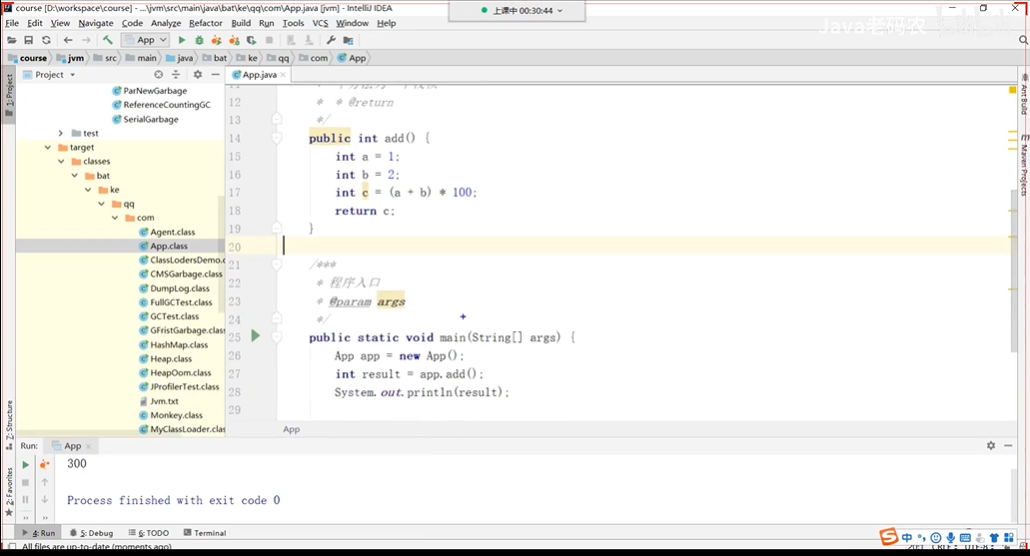 course [D:\workspace\course] - ...\jvm\src\main\java\bat\ke\qq\com\App.java [jvm] - IntelliJ IDEA
上课中 00:30:44
Java老码农
File Edit View Navigate Code Analyze Refactor Build Run Tools VCS Window Help
App
course jvm src main java bat ke qq com App
Project
App.java
1: Project
Z: Structure
2: Favorites
Ant Build
Maven Projects
ParNewGarbage
ReferenceCountingGC
SerialGarbage
test
target
classes
bat
ke
qq
com
Agent.class
App.class
ClassLodersDemo.c
CMSGarbage.class
DumpLog.class
FullGCTest.class
GCTest.class
GFristGarbage.class
HashMap.class
Heap.class
HeapOom.class
JProfilerTest.class
Jvm.txt
Monkey.class
MyClassLoader.clas
12 * * @return
13 */
14 public int add() {
15 int a = 1;
16 int b = 2;
17 int c = (a + b) * 100;
18 return c;
19 }
20
21 /***
22 * 程序入口
23 * @param args
24 */
25 public static void main(String[] args) {
26 App app = new App();
27 int result = app.add();
28 System.out.println(result);
29
App
Run: App
300
Process finished with exit code 0
4: Run 5: Debug 6: TODO Terminal
All files are up-to-date (moments ago)
中